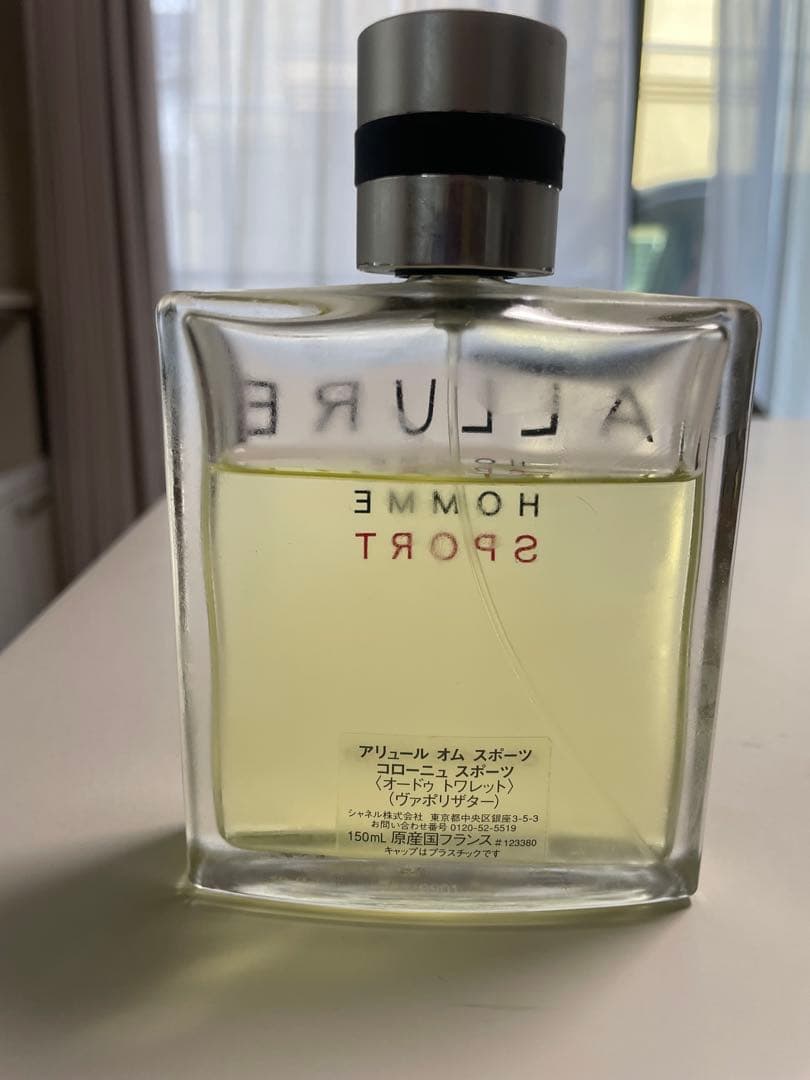 ALLURE
HOMME
SPORT
アリュール オム スポーツ
コローニュ スポーツ
〈オードゥ トワレット〉
(ヴァポリザター)
シャネル株式会社 東京都中央区銀座3-5-3
お問い合わせ番号 0120-52-5519
150mL 原産国フランス #123380
キャップはプラスチックです